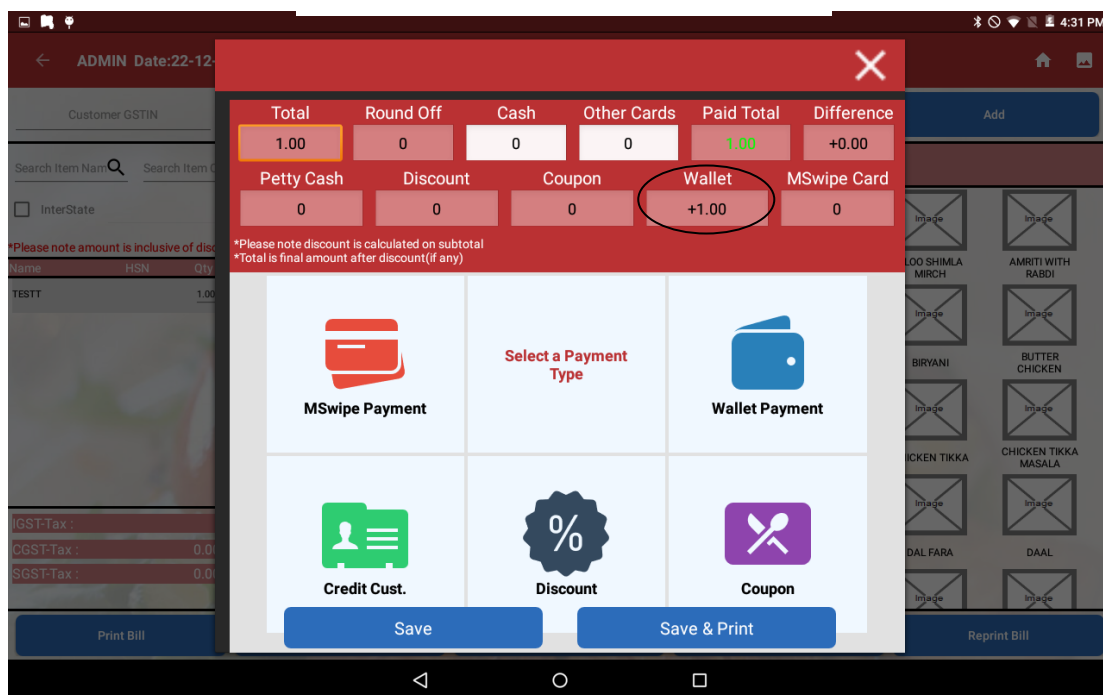 4:31 PM
ADMIN Date:22-12-
Customer GSTIN
Add
Search Item Nam
Search Item
InterState
*Please note amount is inclusive of disc
Name HSN Qty
TESTT 1.00
IGST-Tax :
CGST-Tax : 0.0
SGST-Tax : 0.0
Print Bill
Total Round Off Cash Other Cards Paid Total Difference
1.00 0 0 0 1.00 +0.00
Petty Cash Discount Coupon Wallet MSwipe Card
0 0 0 +1.00 0
*Please note discount is calculated on subtotal
*Total is final amount after discount(if any)
MSwipe Payment
Select a Payment
Type
Wallet Payment
Credit Cust.
%
Discount
Coupon
Save
Save & Print
Image
Image
LOO SHIMLA
MIRCH
AMRITI WITH
RABDI
Image
Image
BIRYANI
BUTTER
CHICKEN
Image
Image
ICKEN TIKKA
CHICKEN TIKKA
MASALA
Image
Image
DAL FARA
DAAL
Image
Image
Reprint Bill